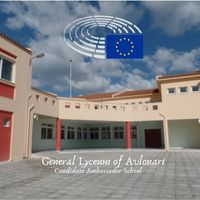 General Lyceum of Avlonari
Candidate Ambassador School